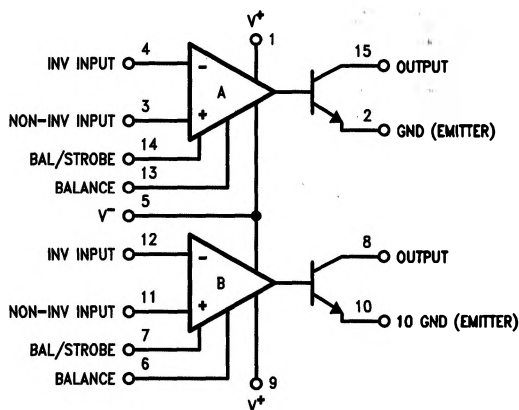 V+
1
4
INV INPUT
-
15
OUTPUT
A
3
NON-INV INPUT
+
2
GND (EMITTER)
14
BAL/STROBE
13
BALANCE
5
V-
12
INV INPUT
-
8
OUTPUT
B
11
NON-INV INPUT
+
10
10 GND (EMITTER)
7
BAL/STROBE
6
BALANCE
9
V+